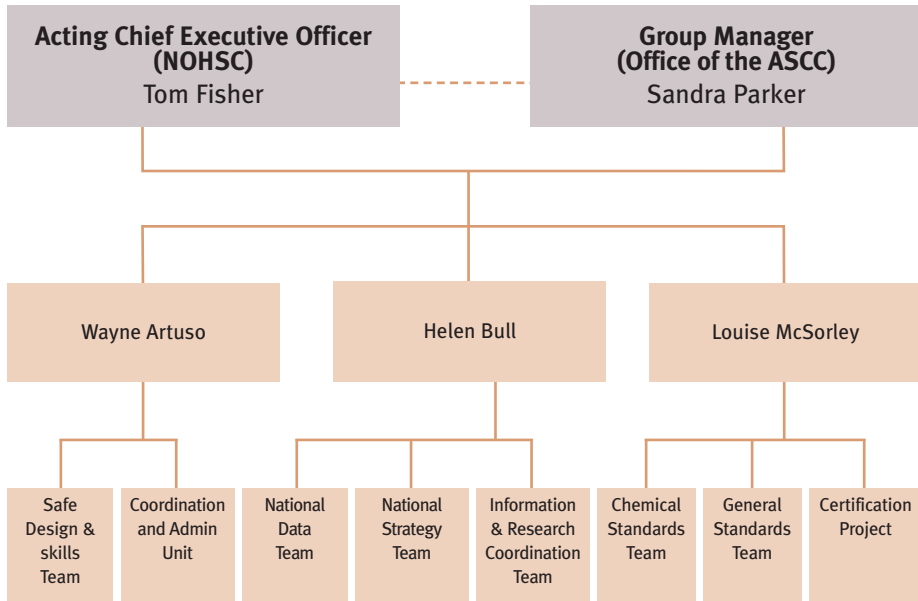 Acting Chief Executive Officer
(NOHSC)
Tom Fisher
Group Manager
(Office of the ASCC)
Sandra Parker
Wayne Artuso
Helen Bull
Louise McSorley
Safe
Design &
skills
Team
Coordination
and Admin
Unit
National
Data
Team
National
Strategy
Team
Information
& Research
Coordination
Team
Chemical
Standards
Team
General
Standards
Team
Certification
Project